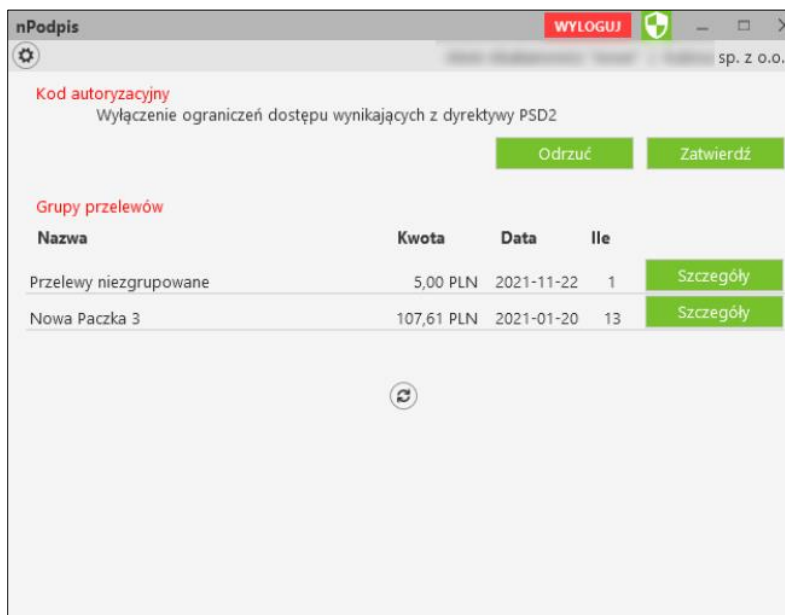 nPodpis WYLOGUJ
sp. z o.o.
Kod autoryzacyjny
Wyłączenie ograniczeń dostępu wynikających z dyrektywy PSD2
Odrzuć Zatwierdź
Grupy przelewów
Nazwa Kwota Data Ile
Przelewy niezgrupowane 5,00 PLN 2021-11-22 1 Szczegóły
Nowa Paczka 3 107,61 PLN 2021-01-20 13 Szczegóły